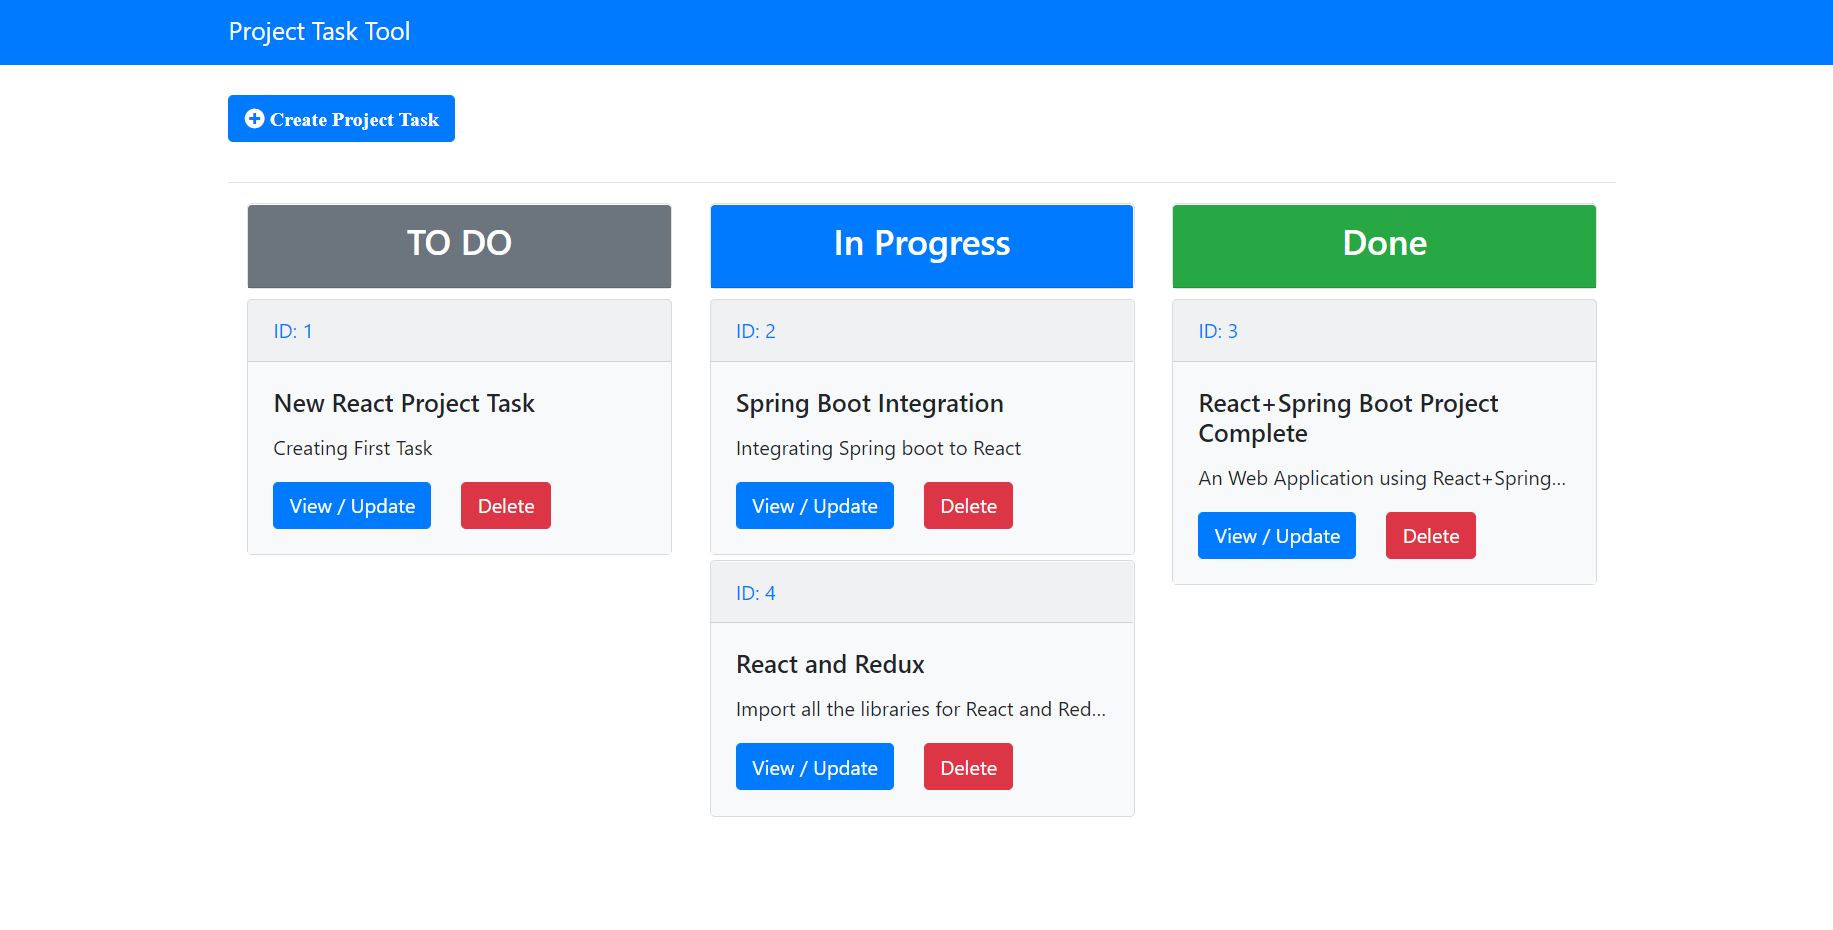 Project Task Tool
Create Project Task
TO DO
ID: 1
New React Project Task
Creating First Task
View / Update Delete
In Progress
ID: 2
Spring Boot Integration
Integrating Spring boot to React
View / Update Delete
ID: 4
React and Redux
Import all the libraries for React and Red...
View / Update Delete
Done
ID: 3
React+Spring Boot Project
Complete
An Web Application using React+Spring...
View / Update Delete